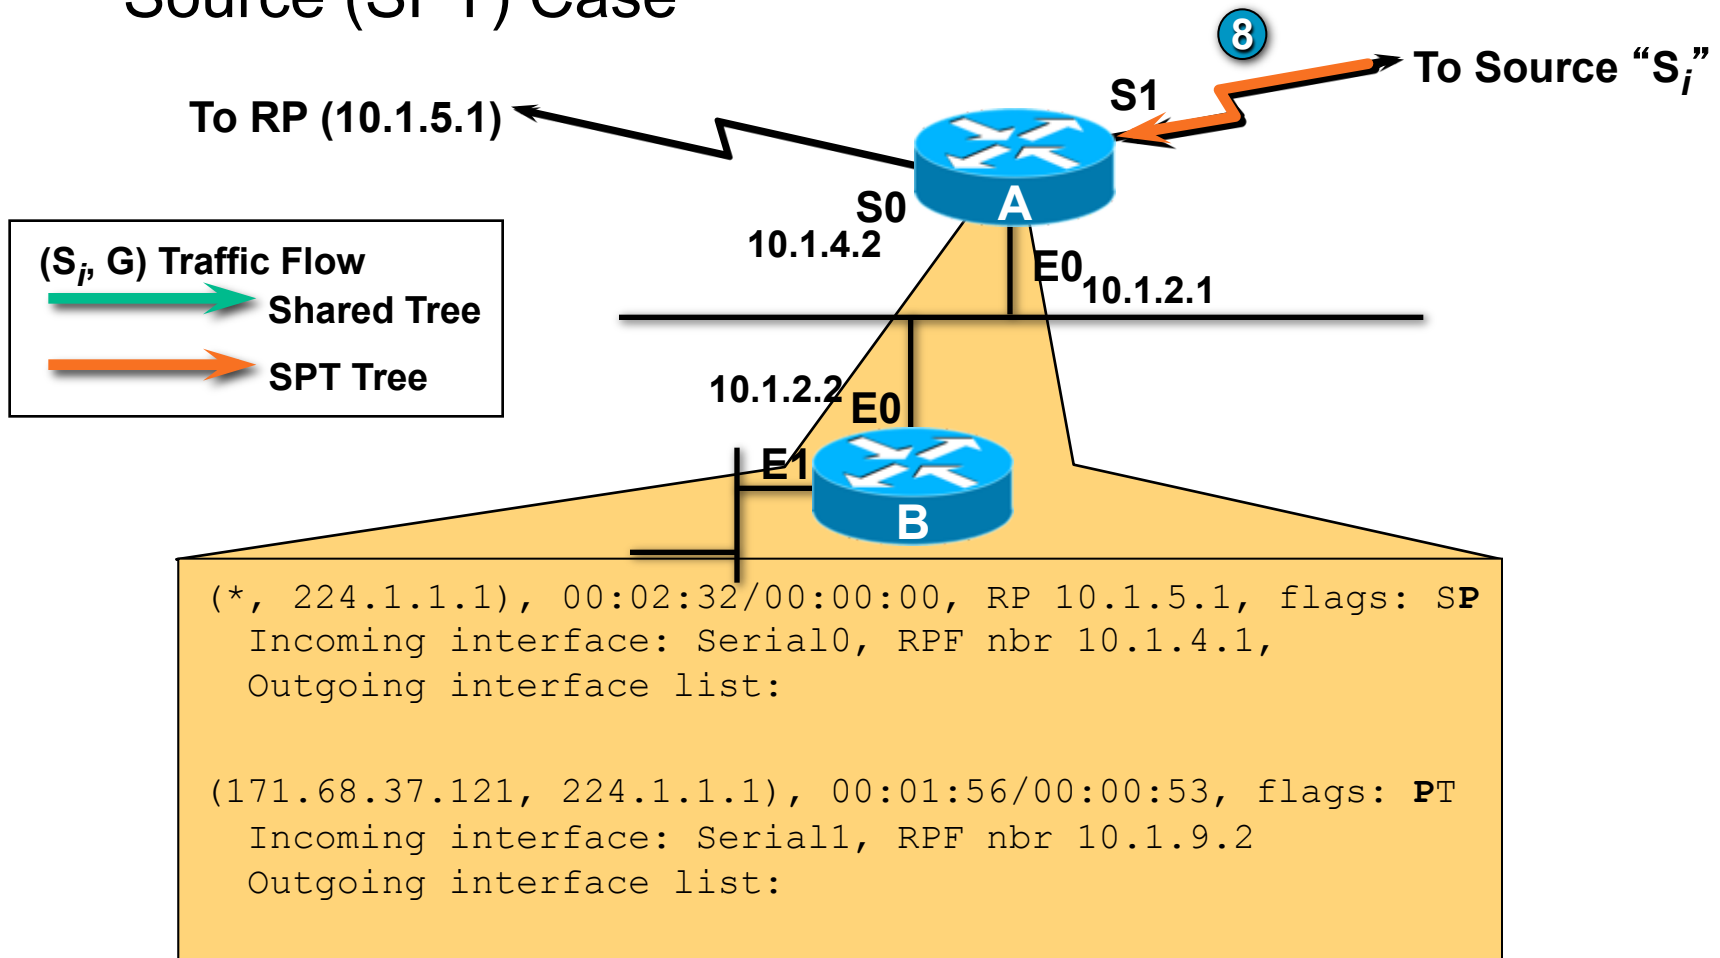 Source (SPT) Case
8
To Source “Si”
S1
To RP (10.1.5.1)
A
S0
10.1.4.2
E0
10.1.2.1
(Si, G) Traffic Flow
Shared Tree
SPT Tree
10.1.2.2
E0
E1
B
(*, 224.1.1.1), 00:02:32/00:00:00, RP 10.1.5.1, flags: SP
Incoming interface: Serial0, RPF nbr 10.1.4.1,
Outgoing interface list:
(171.68.37.121, 224.1.1.1), 00:01:56/00:00:53, flags: PT
Incoming interface: Serial1, RPF nbr 10.1.9.2
Outgoing interface list: